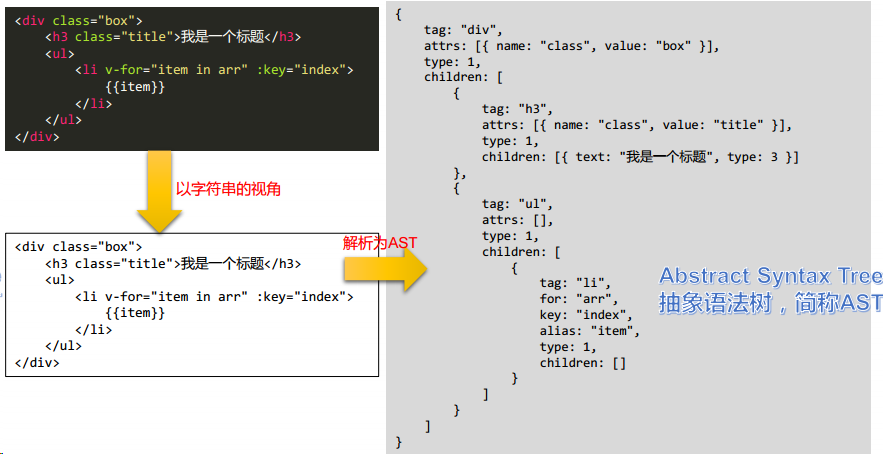 <div class="box">
    <h3 class="title">我是一个标题</h3>
    <ul>
        <li v-for="item in arr" :key="index">
            {{item}}
        </li>
    </ul>
</div>
以字符串的视角
<div class="box">
    <h3 class="title">我是一个标题</h3>
    <ul>
        <li v-for="item in arr" :key="index">
            {{item}}
        </li>
    </ul>
</div>
解析为AST
{
    tag: "div",
    attrs: [{ name: "class", value: "box" }],
    type: 1,
    children: [
        {
            tag: "h3",
            attrs: [{ name: "class", value: "title" }],
            type: 1,
            children: [{ text: "我是一个标题", type: 3 }]
        },
        {
            tag: "ul",
            attrs: [],
            type: 1,
            children: [
                {
                    tag: "li",
                    for: "arr",
                    key: "index",
                    alias: "item",
                    type: 1,
                    children: []
                }
            ]
        }
    ]
}
Abstract Syntax Tree
抽象语法树，简称AST